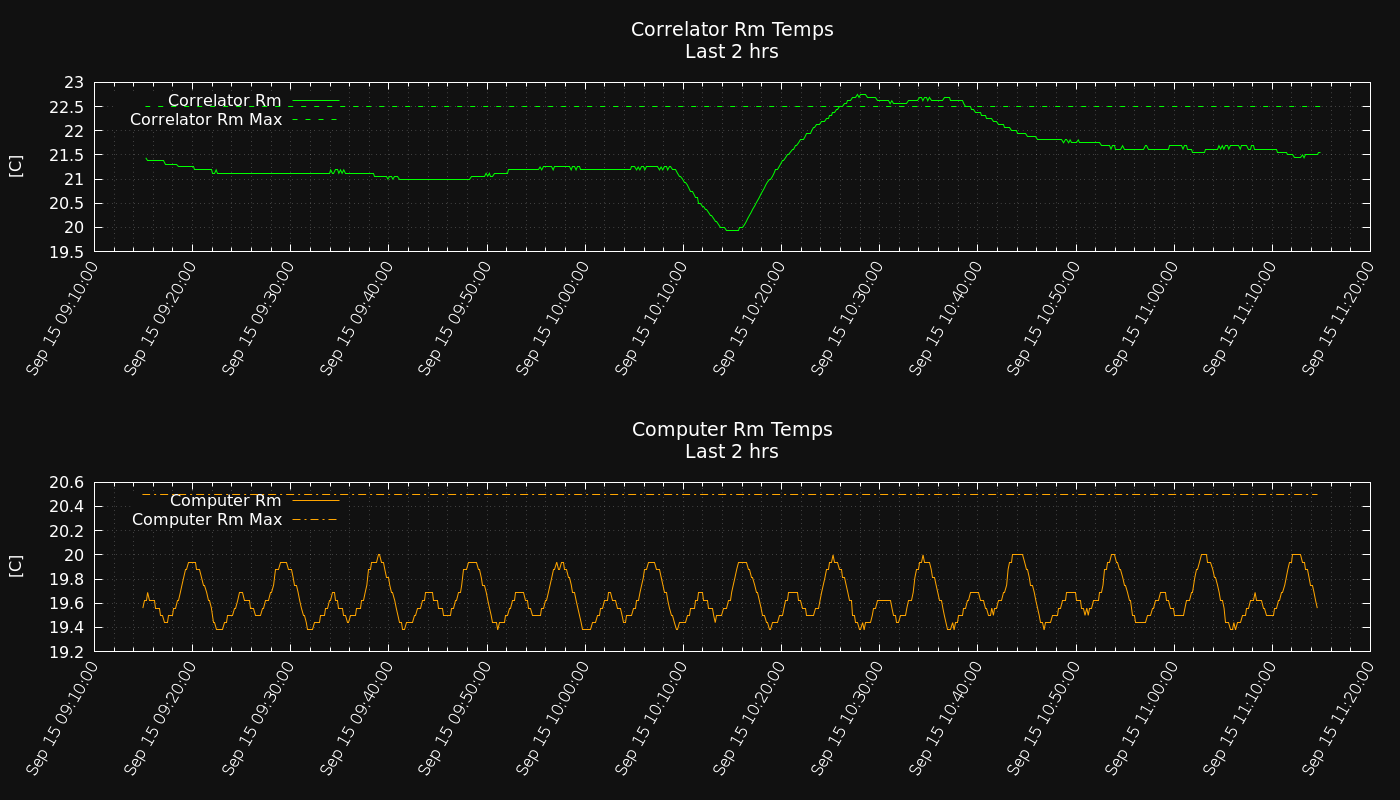 Correlator Rm Temps
Last 2 hrs
[C]
23
22.5
22
21.5
21
20.5
20
19.5
Correlator Rm
Correlator Rm Max
Sep 15 09:10:00
Sep 15 09:20:00
Sep 15 09:30:00
Sep 15 09:40:00
Sep 15 09:50:00
Sep 15 10:00:00
Sep 15 10:10:00
Sep 15 10:20:00
Sep 15 10:30:00
Sep 15 10:40:00
Sep 15 10:50:00
Sep 15 11:00:00
Sep 15 11:10:00
Sep 15 11:20:00
Computer Rm Temps
Last 2 hrs
[C]
20.6
20.4
20.2
20
19.8
19.6
19.4
19.2
Computer Rm
Computer Rm Max
Sep 15 09:10:00
Sep 15 09:20:00
Sep 15 09:30:00
Sep 15 09:40:00
Sep 15 09:50:00
Sep 15 10:00:00
Sep 15 10:10:00
Sep 15 10:20:00
Sep 15 10:30:00
Sep 15 10:40:00
Sep 15 10:50:00
Sep 15 11:00:00
Sep 15 11:10:00
Sep 15 11:20:00